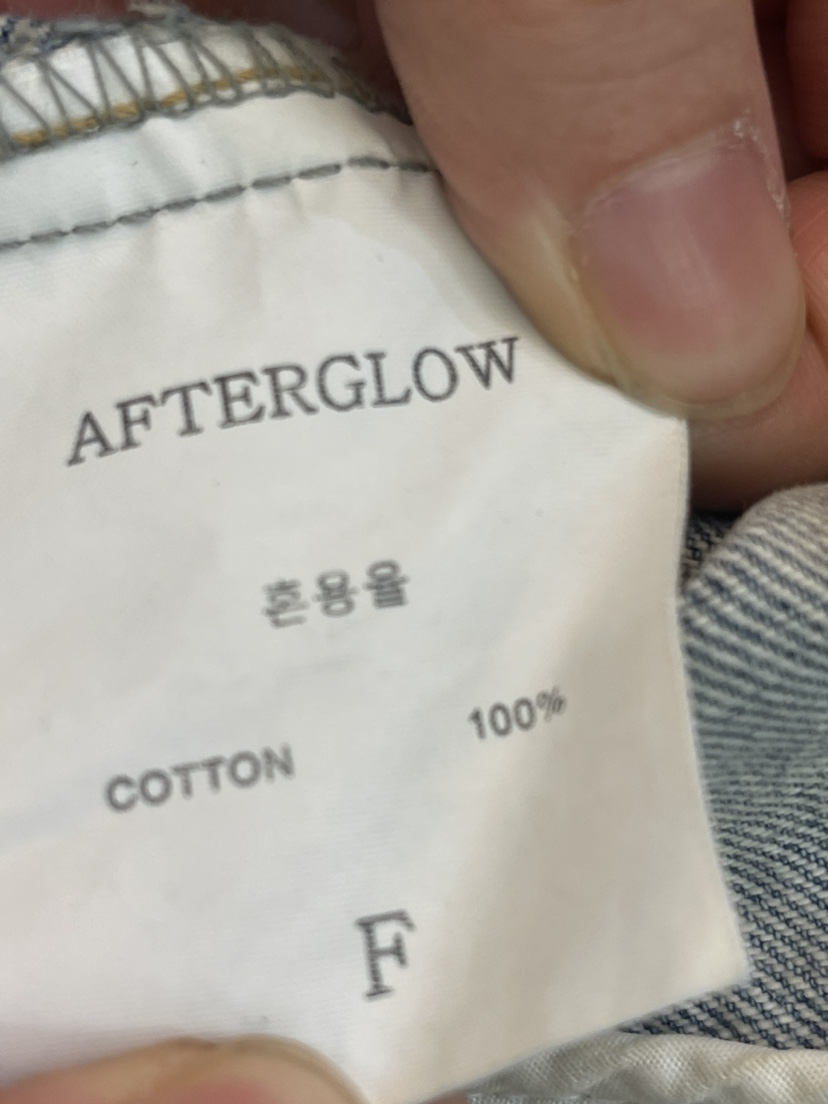 AFTERGLOW
혼용율
COTTON 100%
F